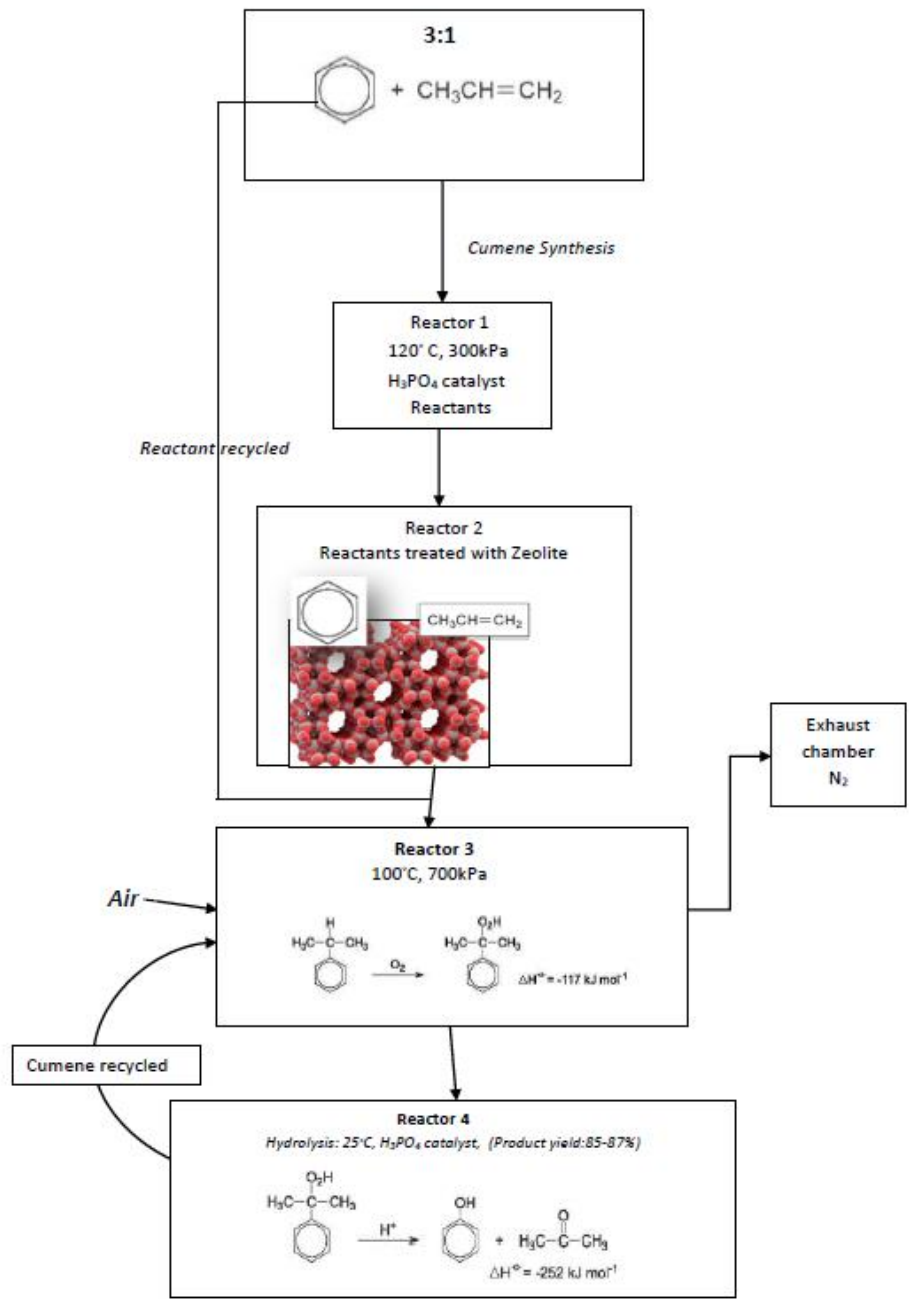 3:1
+ CH₃CH=CH₂
Cumene Synthesis
Reactor 1
120° C, 300kPa
H₃PO₄ catalyst
Reactants
Reactant recycled
Reactor 2
Reactants treated with Zeolite
CH₃CH=CH₂
Exhaust
chamber
N₂
Reactor 3
100°C, 700kPa
Air
H
H₃C—C—CH₃
O₂
O₂H
H₃C—C—CH₃
ΔH°= -117 kJ mol⁻¹
Cumene recycled
Reactor 4
Hydrolysis: 25°C, H₃PO₄ catalyst, (Product yield:85-87%)
O₂H
H₃C—C—CH₃
H⁺
OH
+
O
H₃C—C—CH₃
ΔH°= -252 kJ mol⁻¹